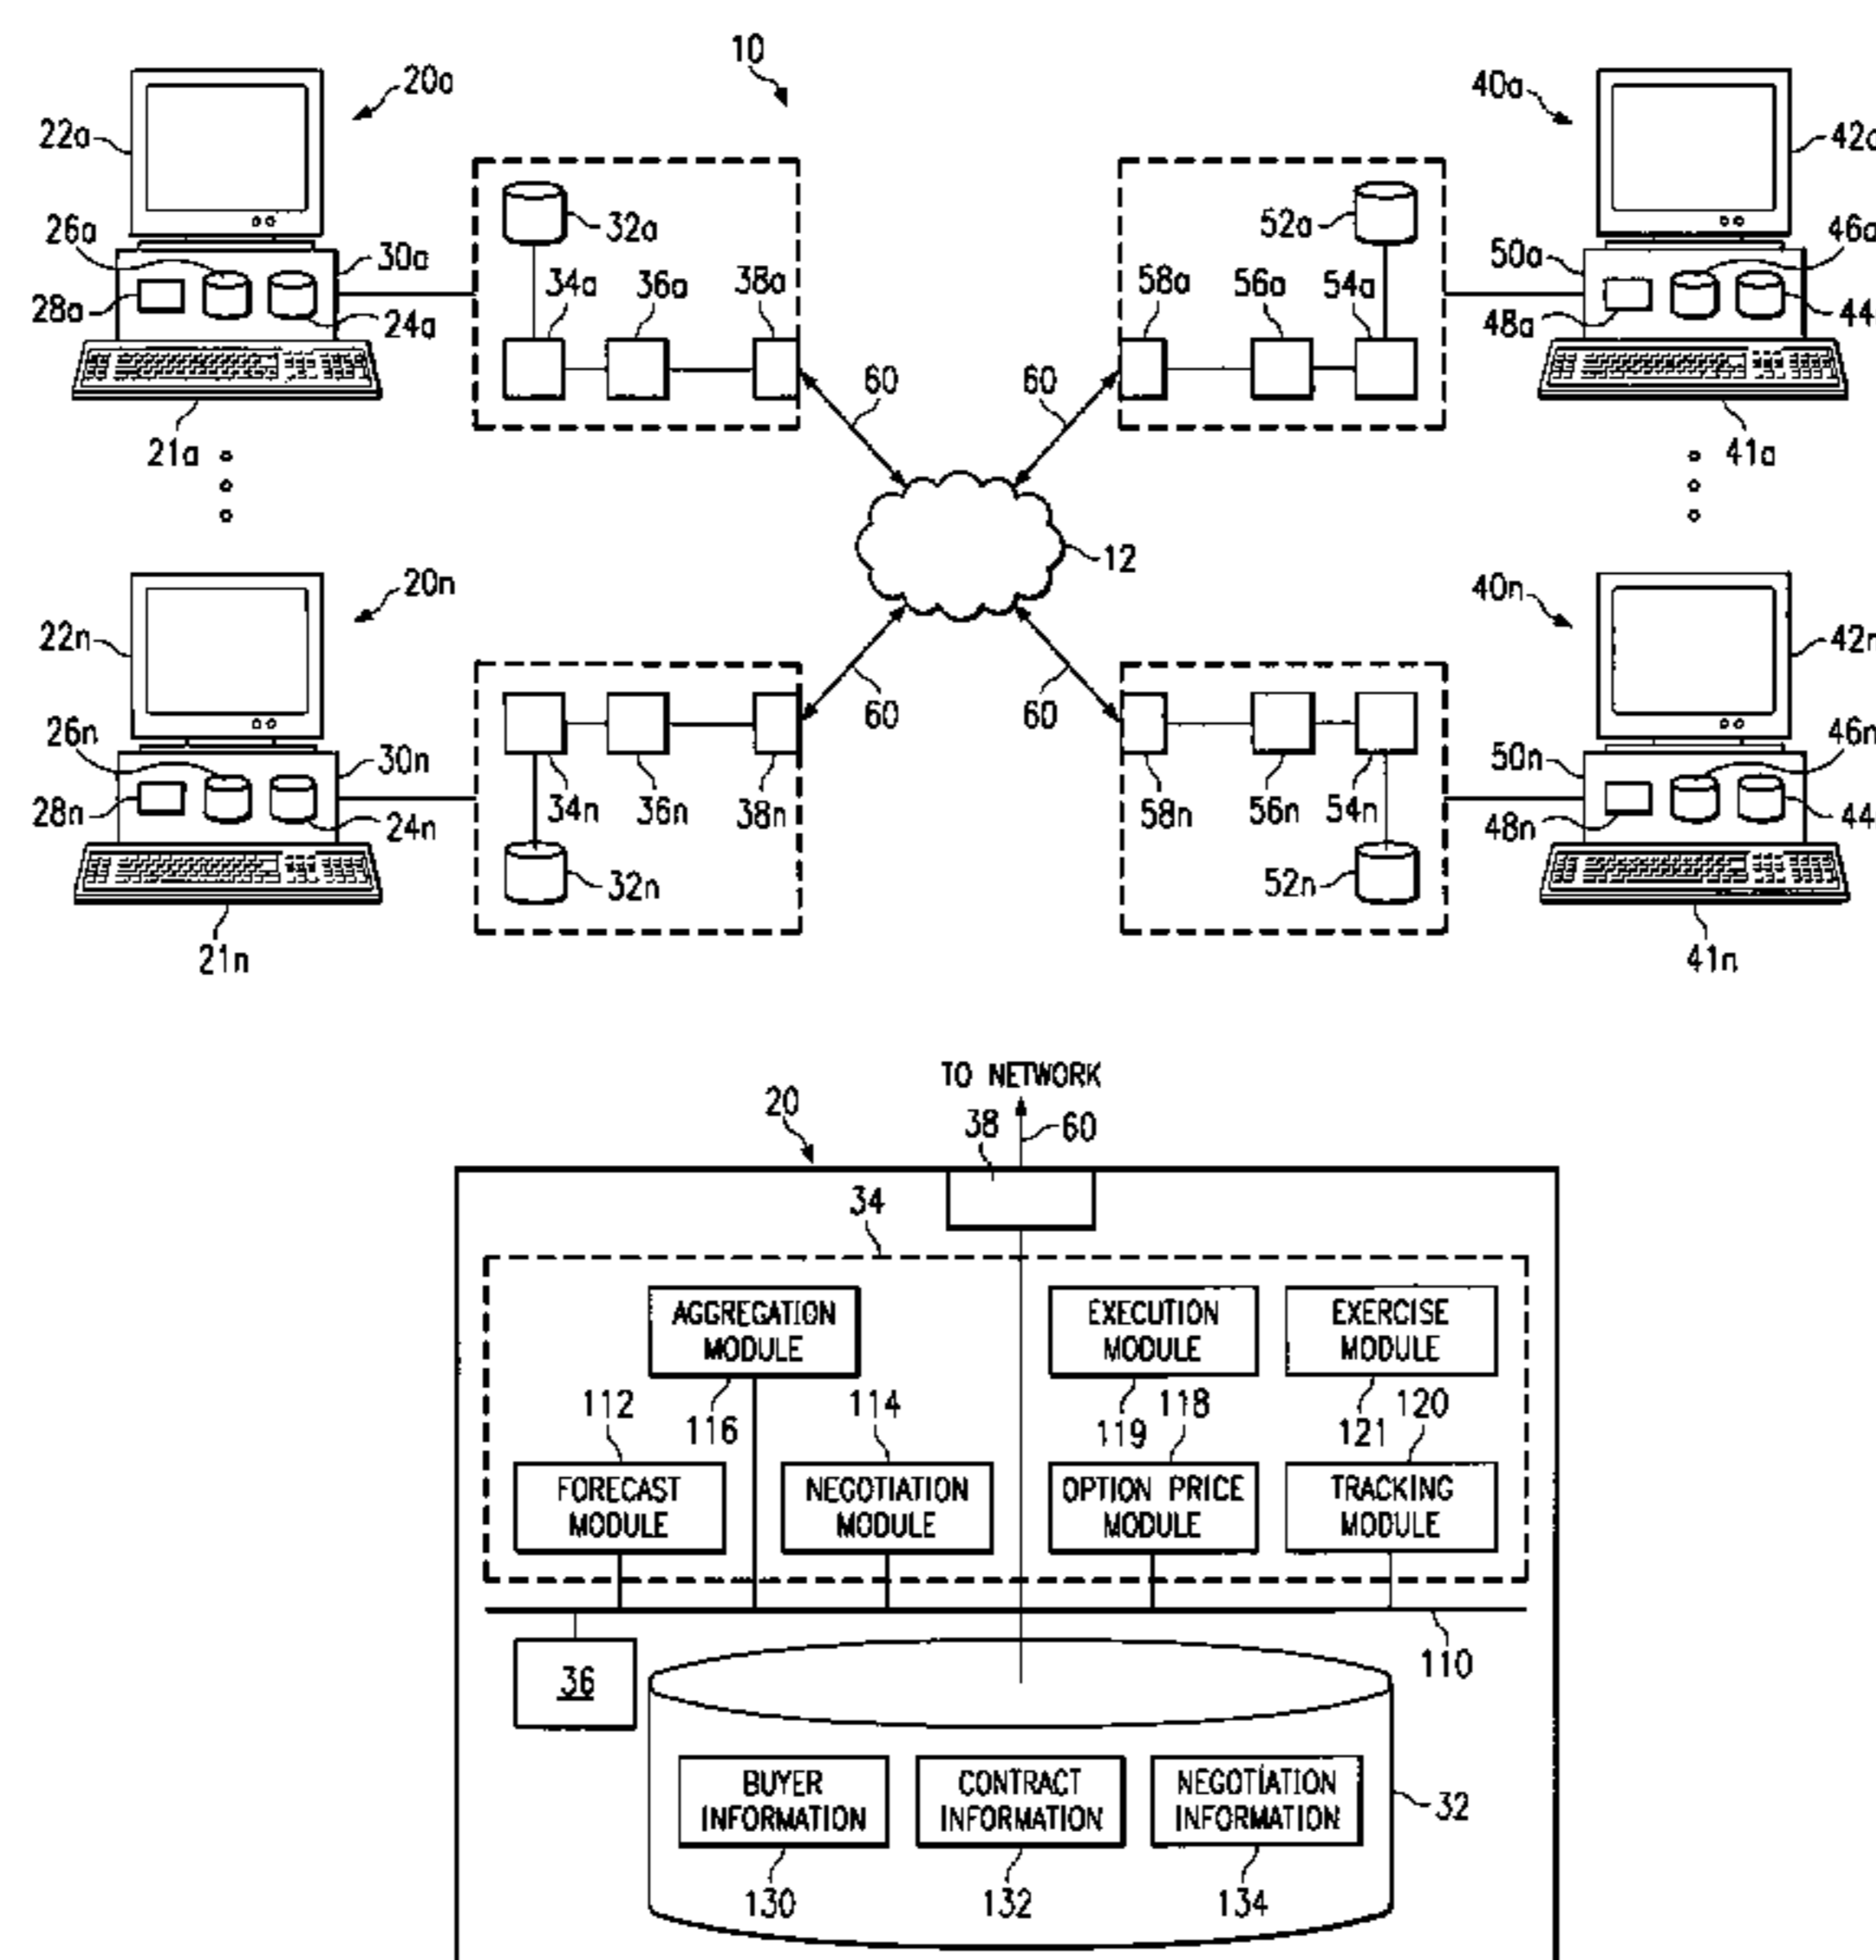 10
20a
40a
22a
42a
26a
32a
52a
46a
30a
50a
28a
24a
34a
36a
38a
58a
56a
54a
48a
44
60
60
21a
41a
12
20n
40n
22n
42n
26n
60
60
46n
30n
50n
28n
24n
34n
36n
38n
58n
56n
54n
48n
44
32n
52n
21n
41n
TO NETWORK
20
38
60
34
AGGREGATION
MODULE
EXECUTION
MODULE
EXERCISE
MODULE
112
116
114
119
118
121
120
FORECAST
MODULE
NEGOTIATION
MODULE
OPTION PRICE
MODULE
TRACKING
MODULE
36
110
BUYER
INFORMATION
CONTRACT
INFORMATION
NEGOTIATION
INFORMATION
32
130
132
134